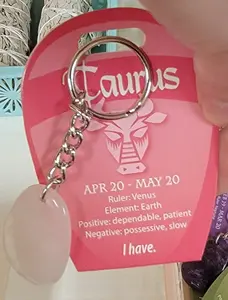 Taurus
APR 20 - MAY 20
Ruler: Venus
Element: Earth
Positive: dependable, patient
Negative: possessive, slow
I have.